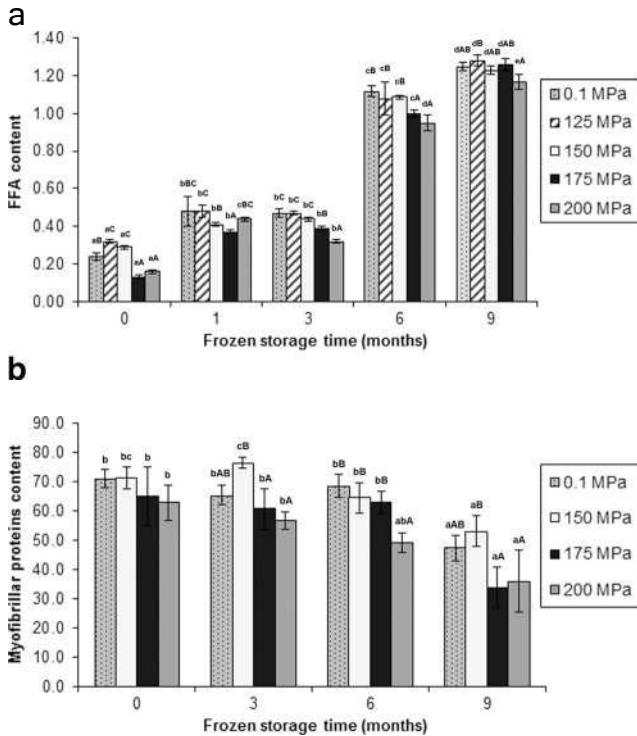 a
1.40
1.20
1.00
0.80
0.60
0.40
0.20
0.00
FFA content
aB aC aC aA aA
bBC bC bB bA cBC
bC bC bC bB bA
cB cB cB cA dA
dAB dB dAB dAB eA
0 1 3 6 9
Frozen storage time (months)
0.1 MPa
125 MPa
150 MPa
175 MPa
200 MPa
b
90.0
80.0
70.0
60.0
50.0
40.0
30.0
20.0
10.0
0.0
Myofibrillar proteins content
b bc b b
bAB cB bA bA
bB bB bB abA
aAB aB aA aA
0 3 6 9
Frozen storage time (months)
0.1 MPa
150 MPa
175 MPa
200 MPa